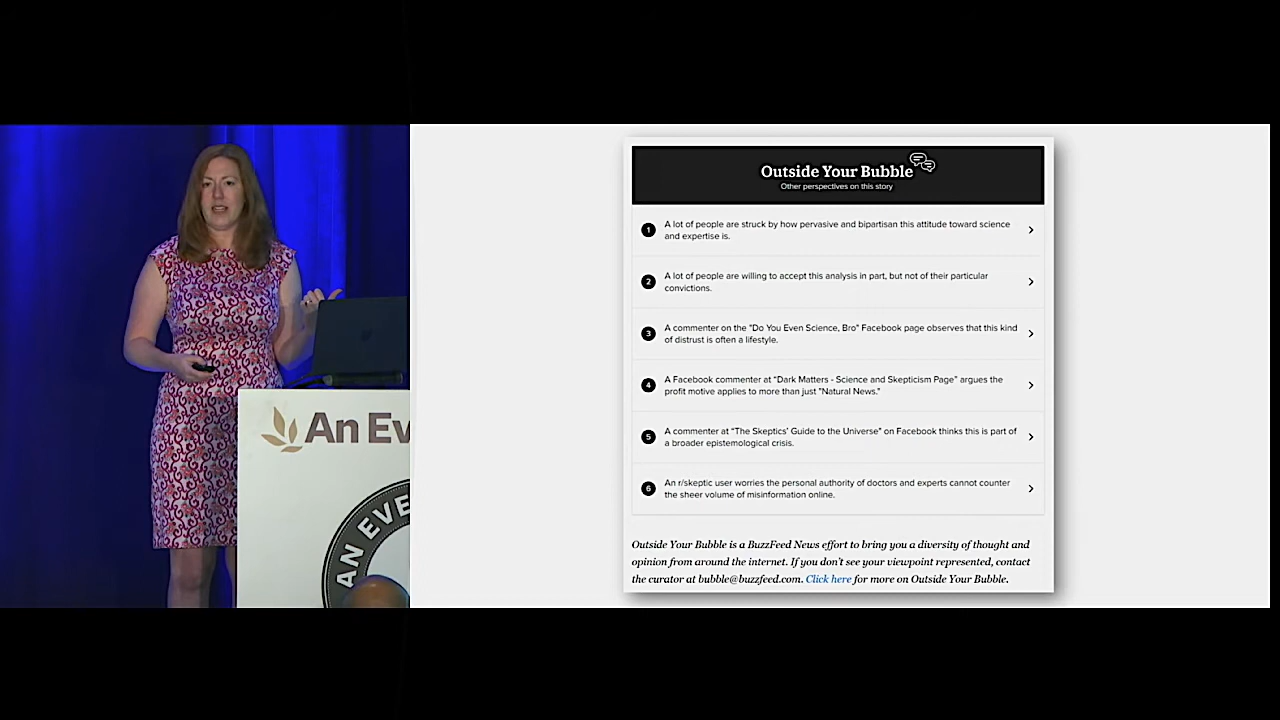 An Ev
AN EVE
Outside Your Bubble
Other perspectives on this story
1 A lot of people are struck by how pervasive and bipartisan this attitude toward science
and expertise is.
2 A lot of people are willing to accept this analysis in part, but not of their particular
convictions.
3 A commenter on the "Do You Even Science, Bro" Facebook page observes that this kind
of distrust is often a lifestyle.
4 A Facebook commenter at “Dark Matters - Science and Skepticism Page” argues the
profit motive applies to more than just "Natural News."
5 A commenter at “The Skeptics’ Guide to the Universe” on Facebook thinks this is part of
a broader epistemological crisis.
6 An r/skeptic user worries the personal authority of doctors and experts cannot counter
the sheer volume of misinformation online.
Outside Your Bubble is a BuzzFeed News effort to bring you a diversity of thought and
opinion from around the internet. If you don’t see your viewpoint represented, contact
the curator at bubble@buzzfeed.com. Click here for more on Outside Your Bubble.